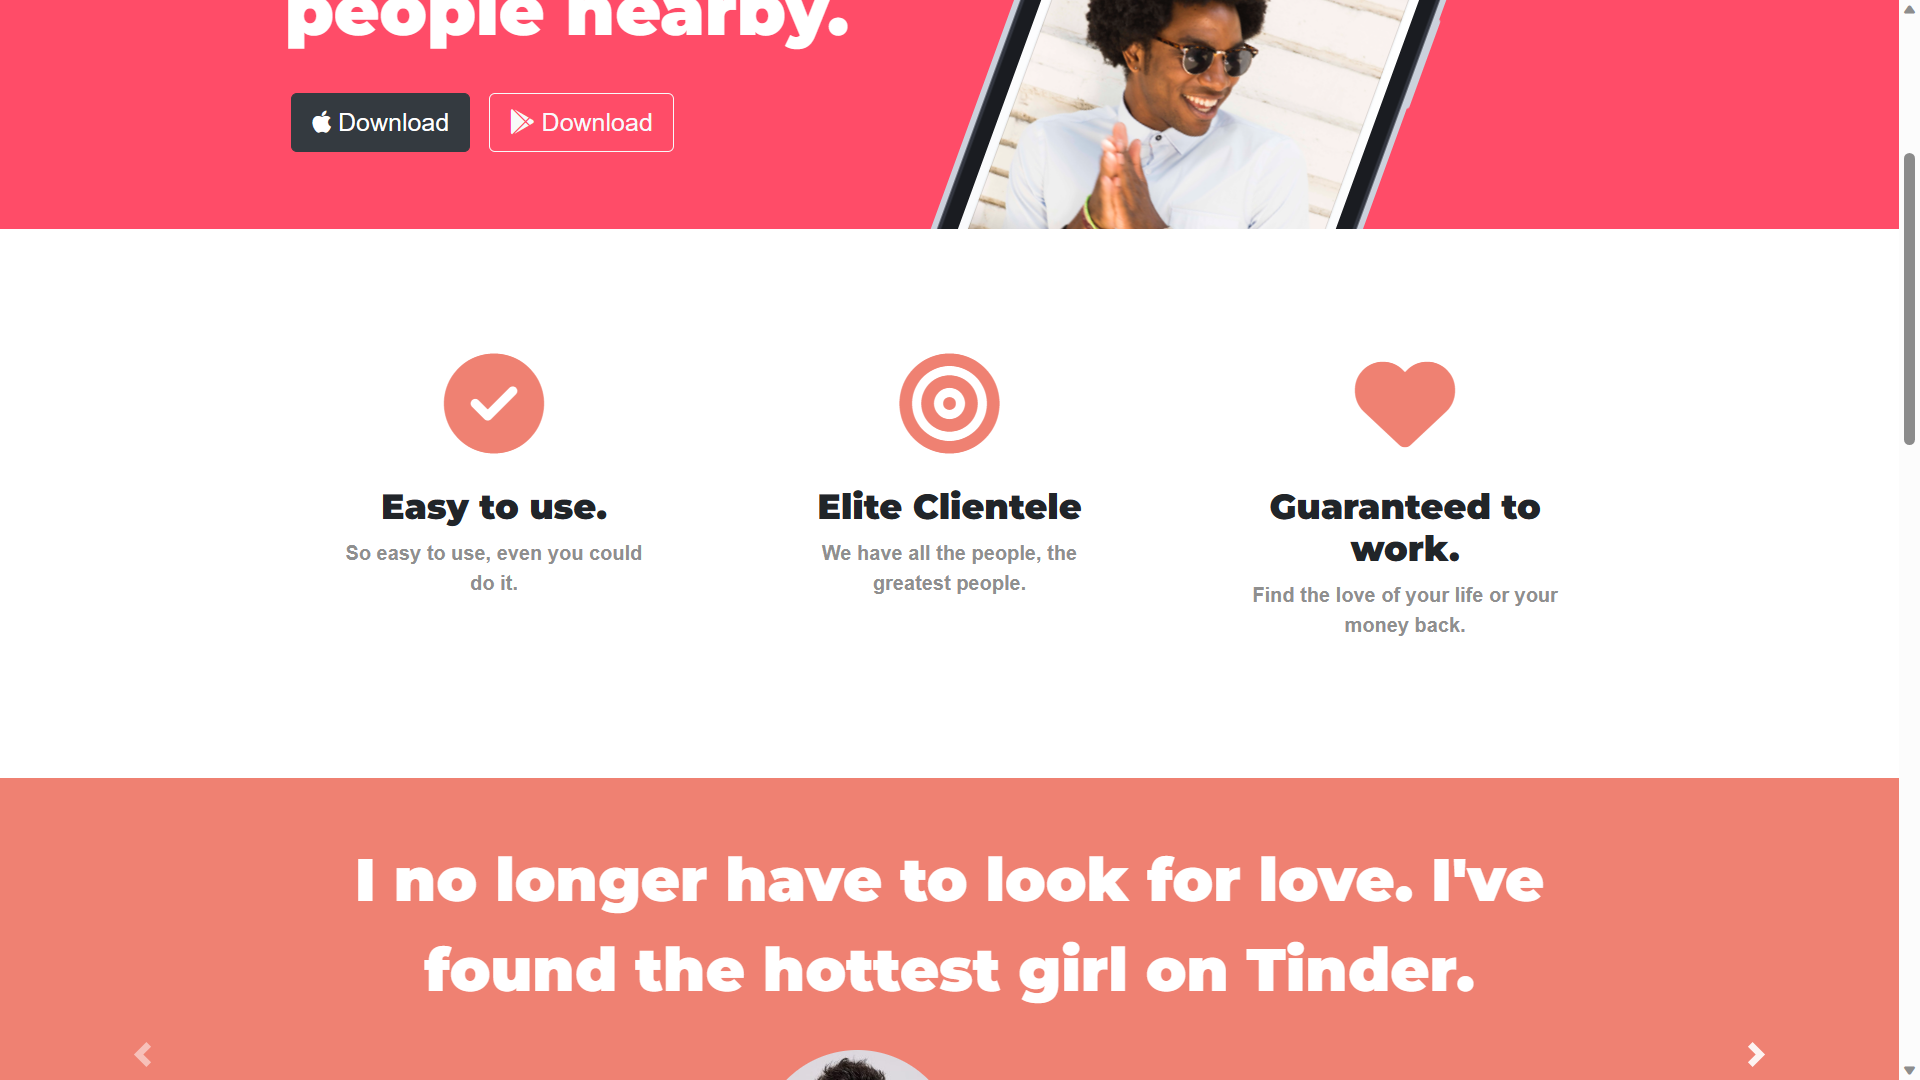 people nearby.
Download
Download
Easy to use.
So easy to use, even you could
do it.
Elite Clientele
We have all the people, the
greatest people.
Guaranteed to
work.
Find the love of your life or your
money back.
I no longer have to look for love. I've
found the hottest girl on Tinder.